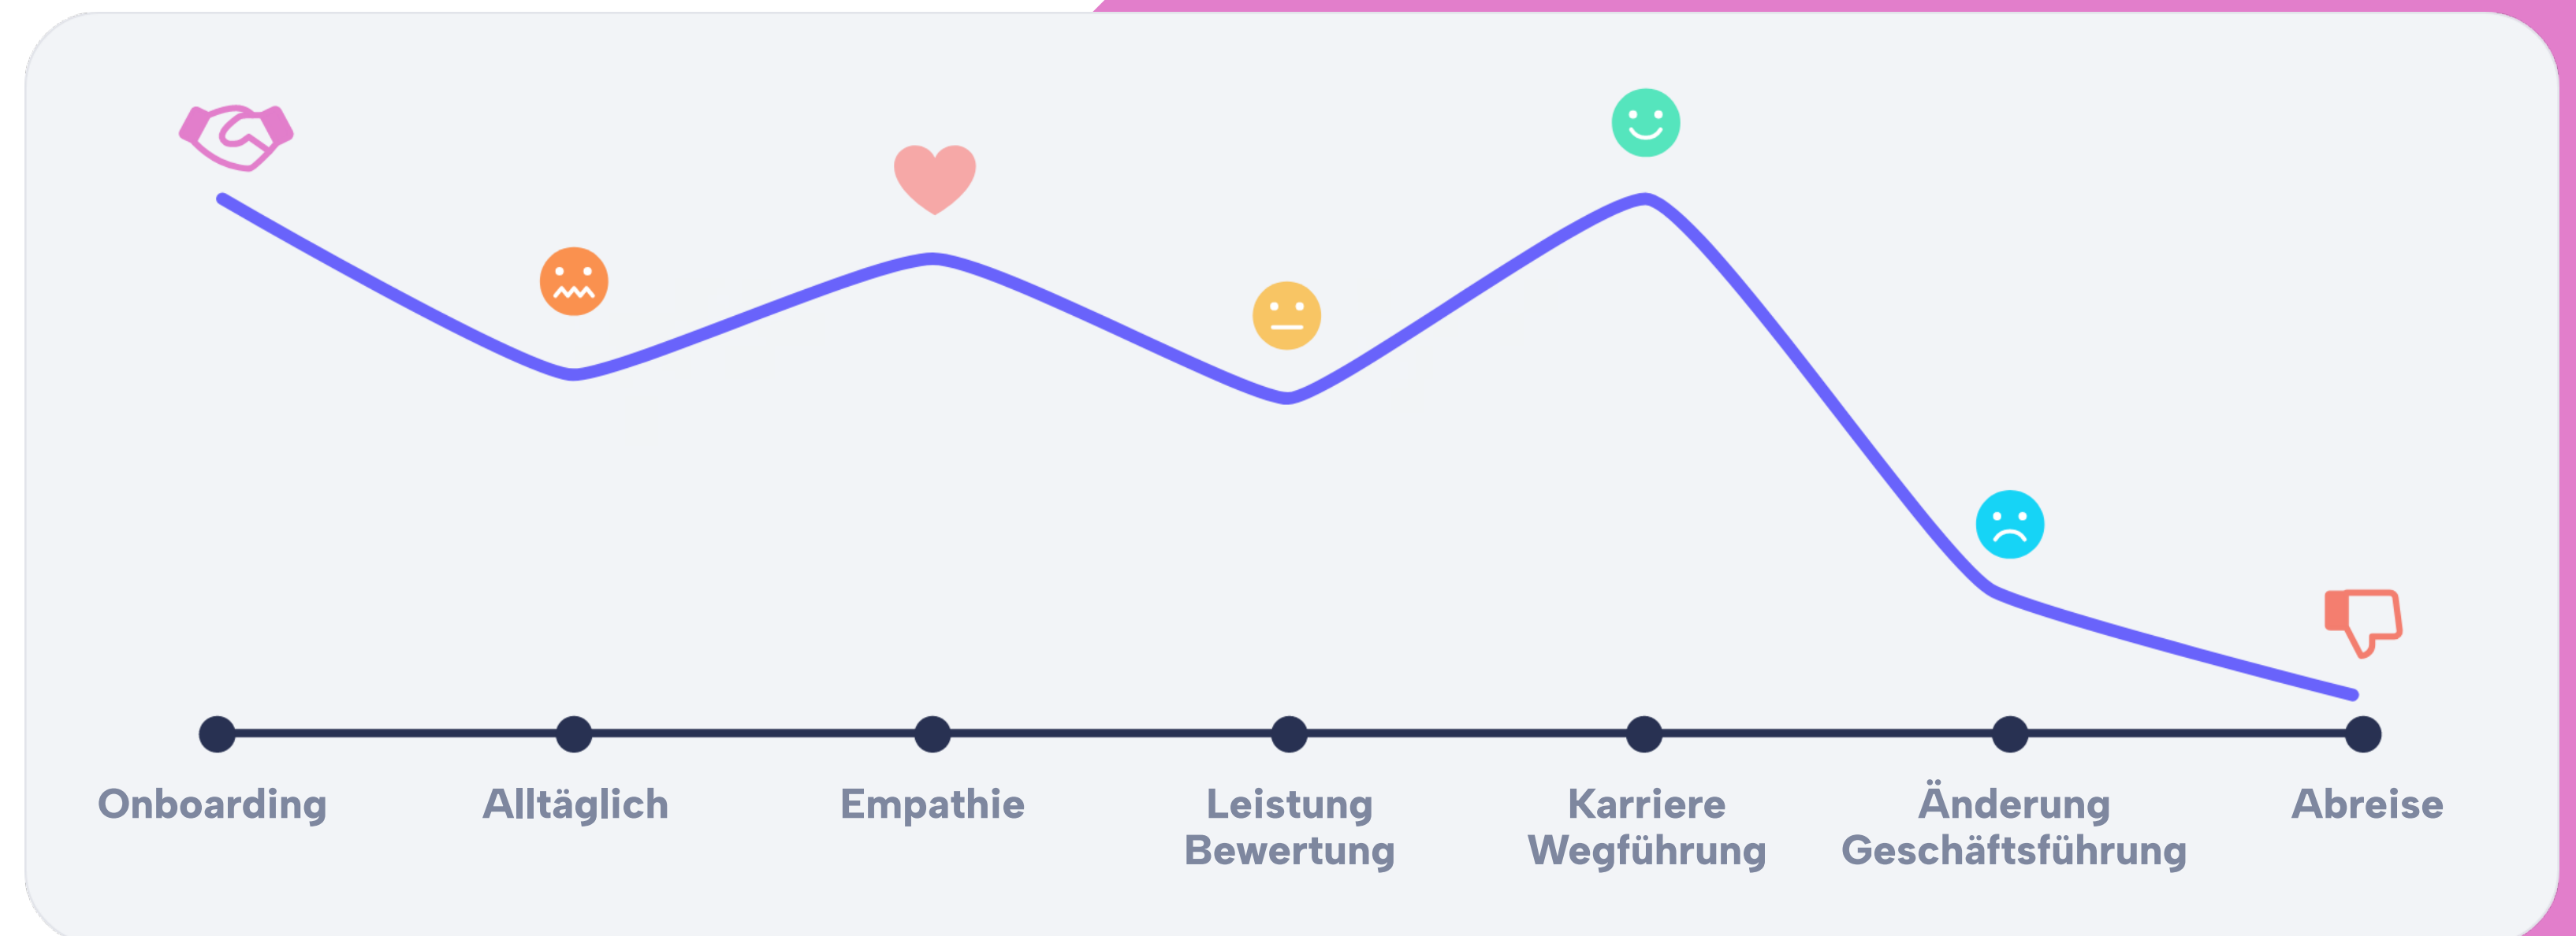 Onboarding
Alltäglich
Empathie
Leistung
Bewertung
Karriere
Wegführung
Änderung
Geschäftsführung
Abreise